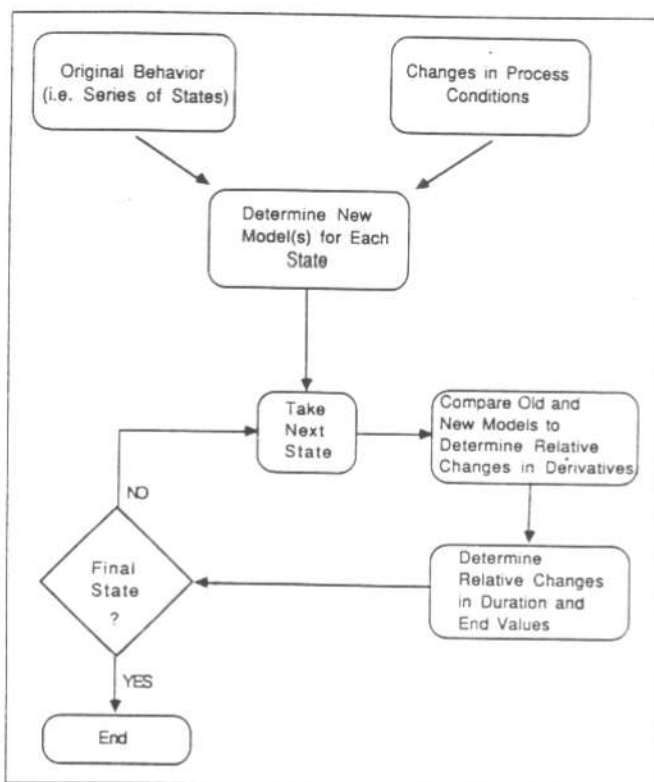 Original Behavior
(i.e. Series of States)
Changes in Process
Conditions
Determine New
Model(s) for Each
State
Take
Next
State
Compare Old and
New Models to
Determine Relative
Changes in Derivatives
NO
Final
State
?
Determine
Relative Changes
in Duration and
End Values
YES
End